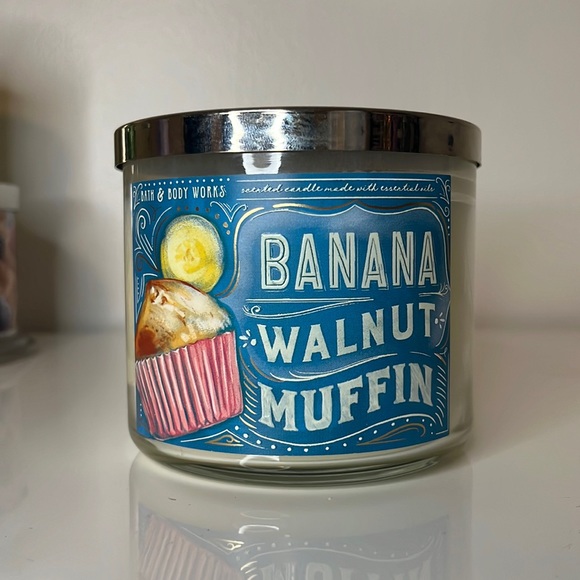 BATH & BODY WORKS
scented candle made with essential oils
BANANA
WALNUT
MUFFIN